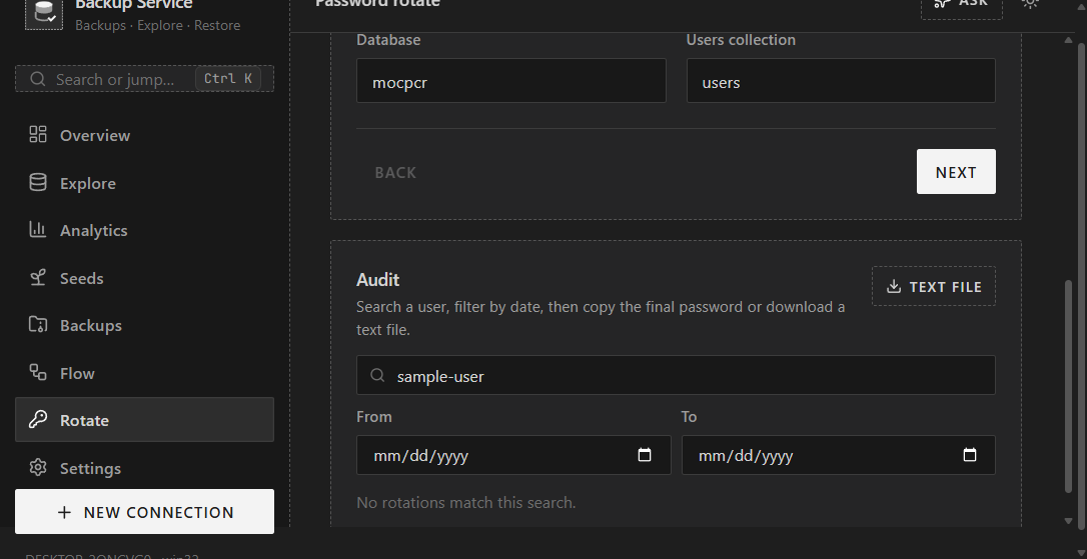 Backup Service
Backups · Explore · Restore
Search or jump... Ctrl K
Overview
Explore
Analytics
Seeds
Backups
Flow
Rotate
Settings
+ NEW CONNECTION
Password rotate
ASK
Database
Users collection
mocpcr
users
BACK
NEXT
Audit
TEXT FILE
Search a user, filter by date, then copy the final password or download a
text file.
sample-user
From
To
mm/dd/yyyy
mm/dd/yyyy
No rotations match this search.